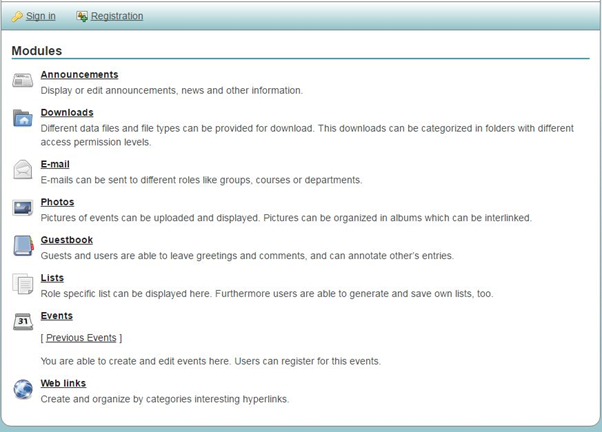 Sign in Registration
Modules
Announcements
Display or edit announcements, news and other information.
Downloads
Different data files and file types can be provided for download. This downloads can be categorized in folders with different
access permission levels.
E-mail
E-mails can be sent to different roles like groups, courses or departments.
Photos
Pictures of events can be uploaded and displayed. Pictures can be organized in albums which can be interlinked.
Guestbook
Guests and users are able to leave greetings and comments, and can annotate other's entries.
Lists
Role specific list can be displayed here. Furthermore users are able to generate and save own lists, too.
31 Events
[ Previous Events ]
You are able to create and edit events here. Users can register for this events.
Web links
Create and organize by categories interesting hyperlinks.